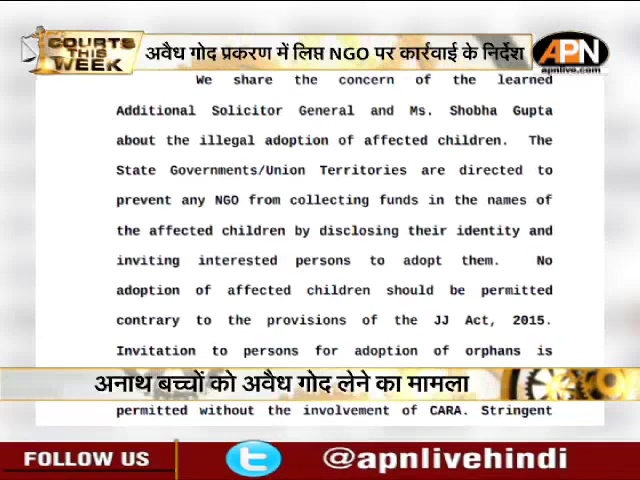 COURTS THIS WEEK
अवैध गोद प्रकरण में लिप्त NGO पर कार्रवाई के निर्देश
APN
apnlive.com
We share the concern of the learned
Additional Solicitor General and Ms. Shobha Gupta
about the illegal adoption of affected children. The
State Governments/Union Territories are directed to
prevent any NGO from collecting funds in the names of
the affected children by disclosing their identity and
inviting interested persons to adopt them. No
adoption of affected children should be permitted
contrary to the provisions of the JJ Act, 2015.
Invitation to persons for adoption of orphans is
अनाथ बच्चों को अवैध गोद लेने का मामला
permitted without the involvement of CARA. Stringent
FOLLOW US
@apnlivehindi